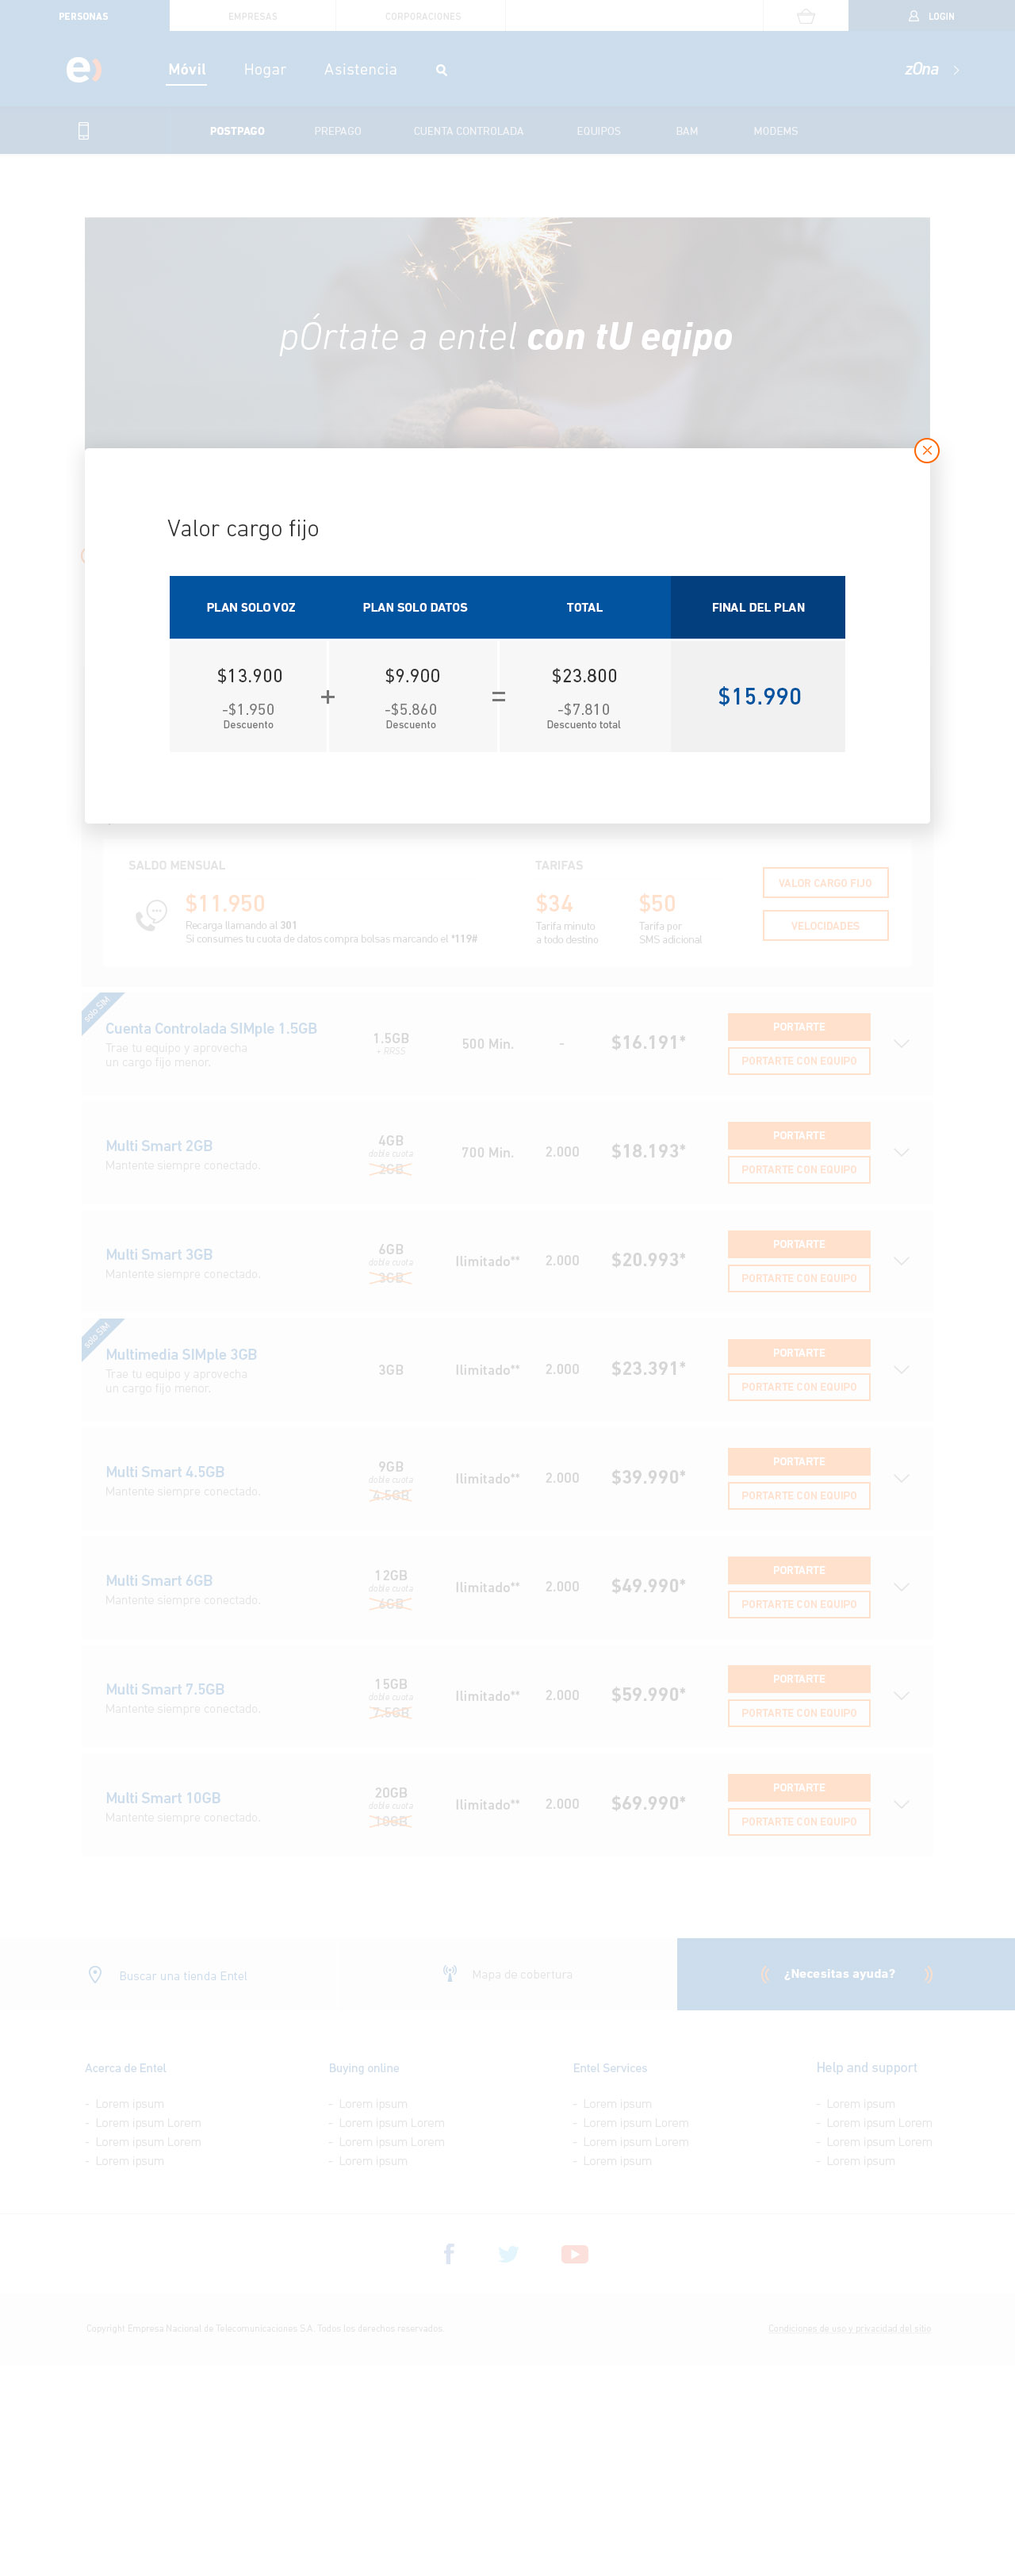 PERSONAS
EMPRESAS
CORPORACIONES
LOGIN
e)
Móvil
Hogar
Asistencia
zOna
POSTPAGO
PREPAGO
CUENTA CONTROLADA
EQUIPOS
BAM
MODEMS
pÓrtate a entel con tU eqipo
Valor cargo fijo
PLAN SOLO VOZ
PLAN SOLO DATOS
TOTAL
FINAL DEL PLAN
$13.900
-$1.950
Descuento
+
$9.900
-$5.860
Descuento
=
$23.800
-$7.810
Descuento total
$15.990
SALDO MENSUAL
$11.950
Recarga llamando al 301
Si consumes tu cuota de datos compra bolsas marcando el *119#
TARIFAS
$34
Tarifa minuto
a todo destino
$50
Tarifa por
SMS adicional
VALOR CARGO FIJO
VELOCIDADES
solo SIM
Cuenta Controlada SIMple 1.5GB
Trae tu equipo y aprovecha
un cargo fijo menor.
1.5GB
+ RRSS
500 Min.
-
$16.191*
PORTARTE
PORTARTE CON EQUIPO
Multi Smart 2GB
Mantente siempre conectado.
4GB
doble cuota
2GB
700 Min.
2.000
$18.193*
PORTARTE
PORTARTE CON EQUIPO
Multi Smart 3GB
Mantente siempre conectado.
6GB
doble cuota
3GB
Ilimitado**
2.000
$20.993*
PORTARTE
PORTARTE CON EQUIPO
solo SIM
Multimedia SIMple 3GB
Trae tu equipo y aprovecha
un cargo fijo menor.
3GB
Ilimitado**
2.000
$23.391*
PORTARTE
PORTARTE CON EQUIPO
Multi Smart 4.5GB
Mantente siempre conectado.
9GB
doble cuota
4.5GB
Ilimitado**
2.000
$39.990*
PORTARTE
PORTARTE CON EQUIPO
Multi Smart 6GB
Mantente siempre conectado.
12GB
doble cuota
6GB
Ilimitado**
2.000
$49.990*
PORTARTE
PORTARTE CON EQUIPO
Multi Smart 7.5GB
Mantente siempre conectado.
15GB
doble cuota
7.5GB
Ilimitado**
2.000
$59.990*
PORTARTE
PORTARTE CON EQUIPO
Multi Smart 10GB
Mantente siempre conectado.
20GB
doble cuota
10GB
Ilimitado**
2.000
$69.990*
PORTARTE
PORTARTE CON EQUIPO
Buscar una tienda Entel
Mapa de cobertura
¿Necesitas ayuda?
Acerca de Entel
- Lorem ipsum
- Lorem ipsum Lorem
- Lorem ipsum Lorem
- Lorem ipsum
Buying online
- Lorem ipsum
- Lorem ipsum Lorem
- Lorem ipsum Lorem
- Lorem ipsum
Entel Services
- Lorem ipsum
- Lorem ipsum Lorem
- Lorem ipsum Lorem
- Lorem ipsum
Help and support
- Lorem ipsum
- Lorem ipsum Lorem
- Lorem ipsum Lorem
- Lorem ipsum
Copyright Empresa Nacional de Telecomunicaciones S.A. Todos los derechos reservados.
Condiciones de uso y privacidad del sitio